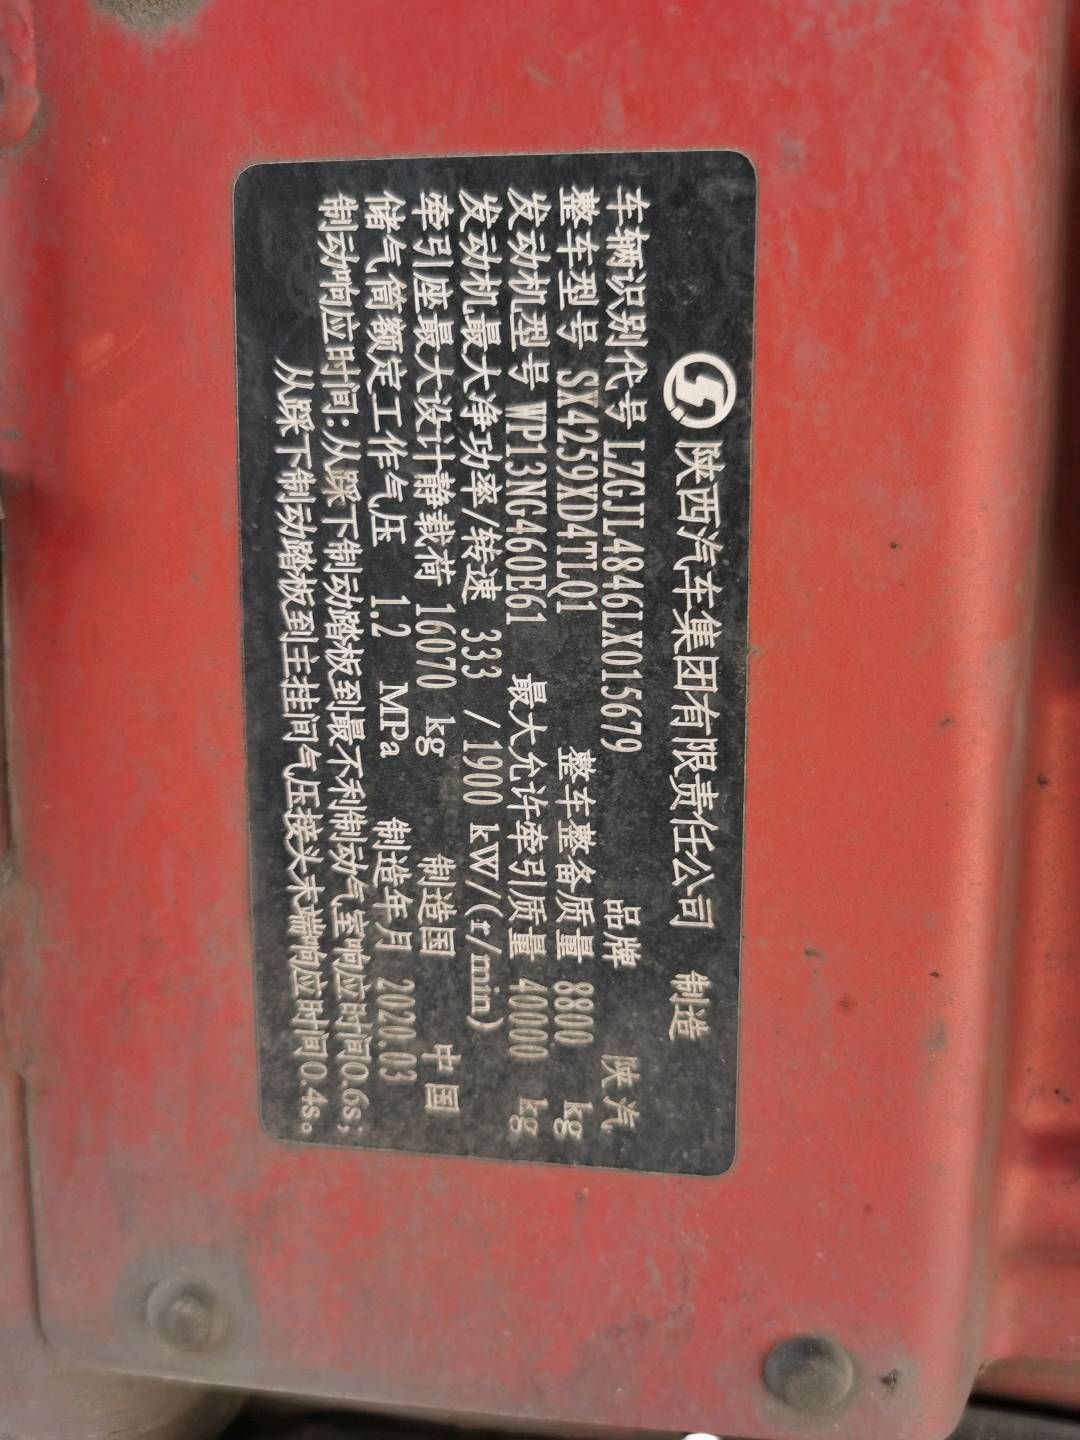 陕西汽车集团有限责任公司 制造
车辆识别代号 LZGJL4846LX015679 品牌 陕汽
整车型号 SX4259XD4TLQ1 整车整备质量 8800 kg
发动机型号 WP13NG460E61 最大允许牵引质量 40000 kg
发动机最大净功率/转速 333 /1900 kW/(r/min)
牵引座最大设计静载荷 16070 kg 制造国 中国
储气筒额定工作气压 1.2 MPa 制造年月 2020.03
制动响应时间:从踩下制动踏板到最不利制动气室响应时间0.6s;
从踩下制动踏板到主挂间气压接头末端响应时间0.4s。